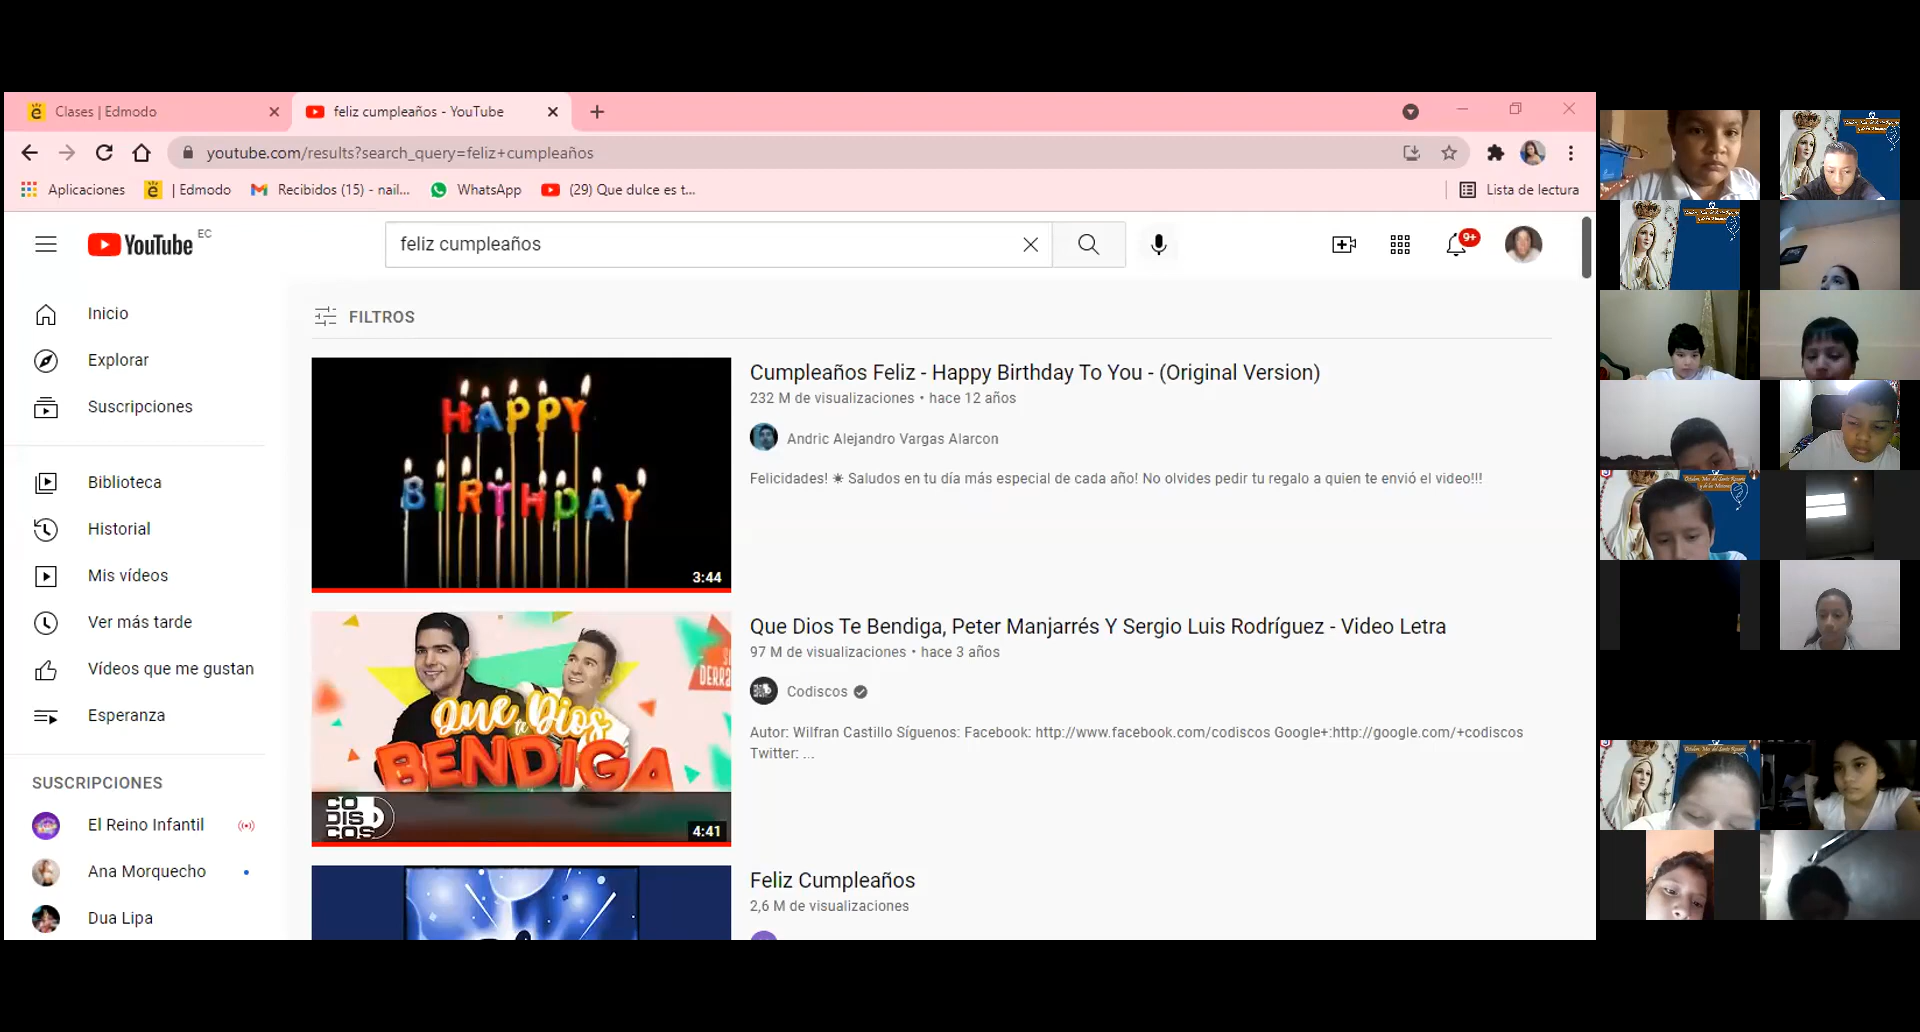 Clases | Edmodo
feliz cumpleaños - YouTube
youtube.com/results?search_query=feliz+cumpleaños
Aplicaciones
| Edmodo
Recibidos (15) - nail...
WhatsApp
(29) Que dulce es t...
Lista de lectura
YouTube EC
feliz cumpleaños
9+
Inicio
Explorar
Suscripciones
Biblioteca
Historial
Mis vídeos
Ver más tarde
Vídeos que me gustan
Esperanza
SUSCRIPCIONES
El Reino Infantil
Ana Morquecho
Dua Lipa
FILTROS
HAPPY
BIRTHDAY
3:44
Cumpleaños Feliz - Happy Birthday To You - (Original Version)
232 M de visualizaciones • hace 12 años
Andric Alejandro Vargas Alarcon
Felicidades! ☀ Saludos en tu día más especial de cada año! No olvides pedir tu regalo a quien te envió el video!!!
Que te Dios
BENDIGA
CODISCOS
4:41
Que Dios Te Bendiga, Peter Manjarrés Y Sergio Luis Rodríguez - Video Letra
97 M de visualizaciones • hace 3 años
Codiscos
Autor: Wilfran Castillo Síguenos: Facebook: http://www.facebook.com/codiscos Google+:http://google.com/+codiscos
Twitter: ...
Feliz Cumpleaños
2,6 M de visualizaciones